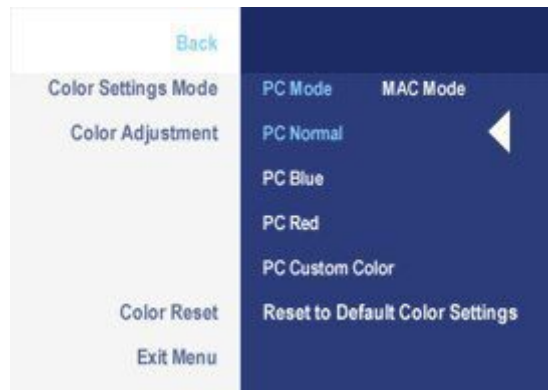 Back
Color Settings Mode PC Mode MAC Mode
Color Adjustment PC Normal
PC Blue
PC Red
PC Custom Color
Color Reset Reset to Default Color Settings
Exit Menu